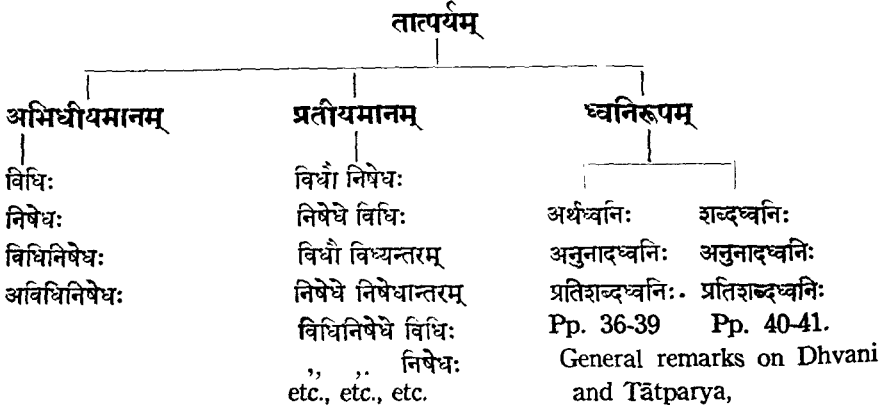 तात्पर्यम्
अभिधीयमानम् प्रतीयमानम् ध्वनिरूपम्
विधिः विधौ निषेधः
निषेधः निषेधे विधिः अर्थध्वनिः शब्दध्वनिः
विधिनिषेधः विधौ विध्यन्तरम् अनुनादध्वनिः अनुनादध्वनिः
अविधिनिषेधः निषेधे निषेधान्तरम् प्रतिशब्दध्वनिः. प्रतिशब्दध्वनिः
विधिनिषेधे विधिः Pp. 36-39 Pp. 40-41.
,, ,. निषेधः General remarks on Dhvani
etc., etc., etc. and Tātparya,